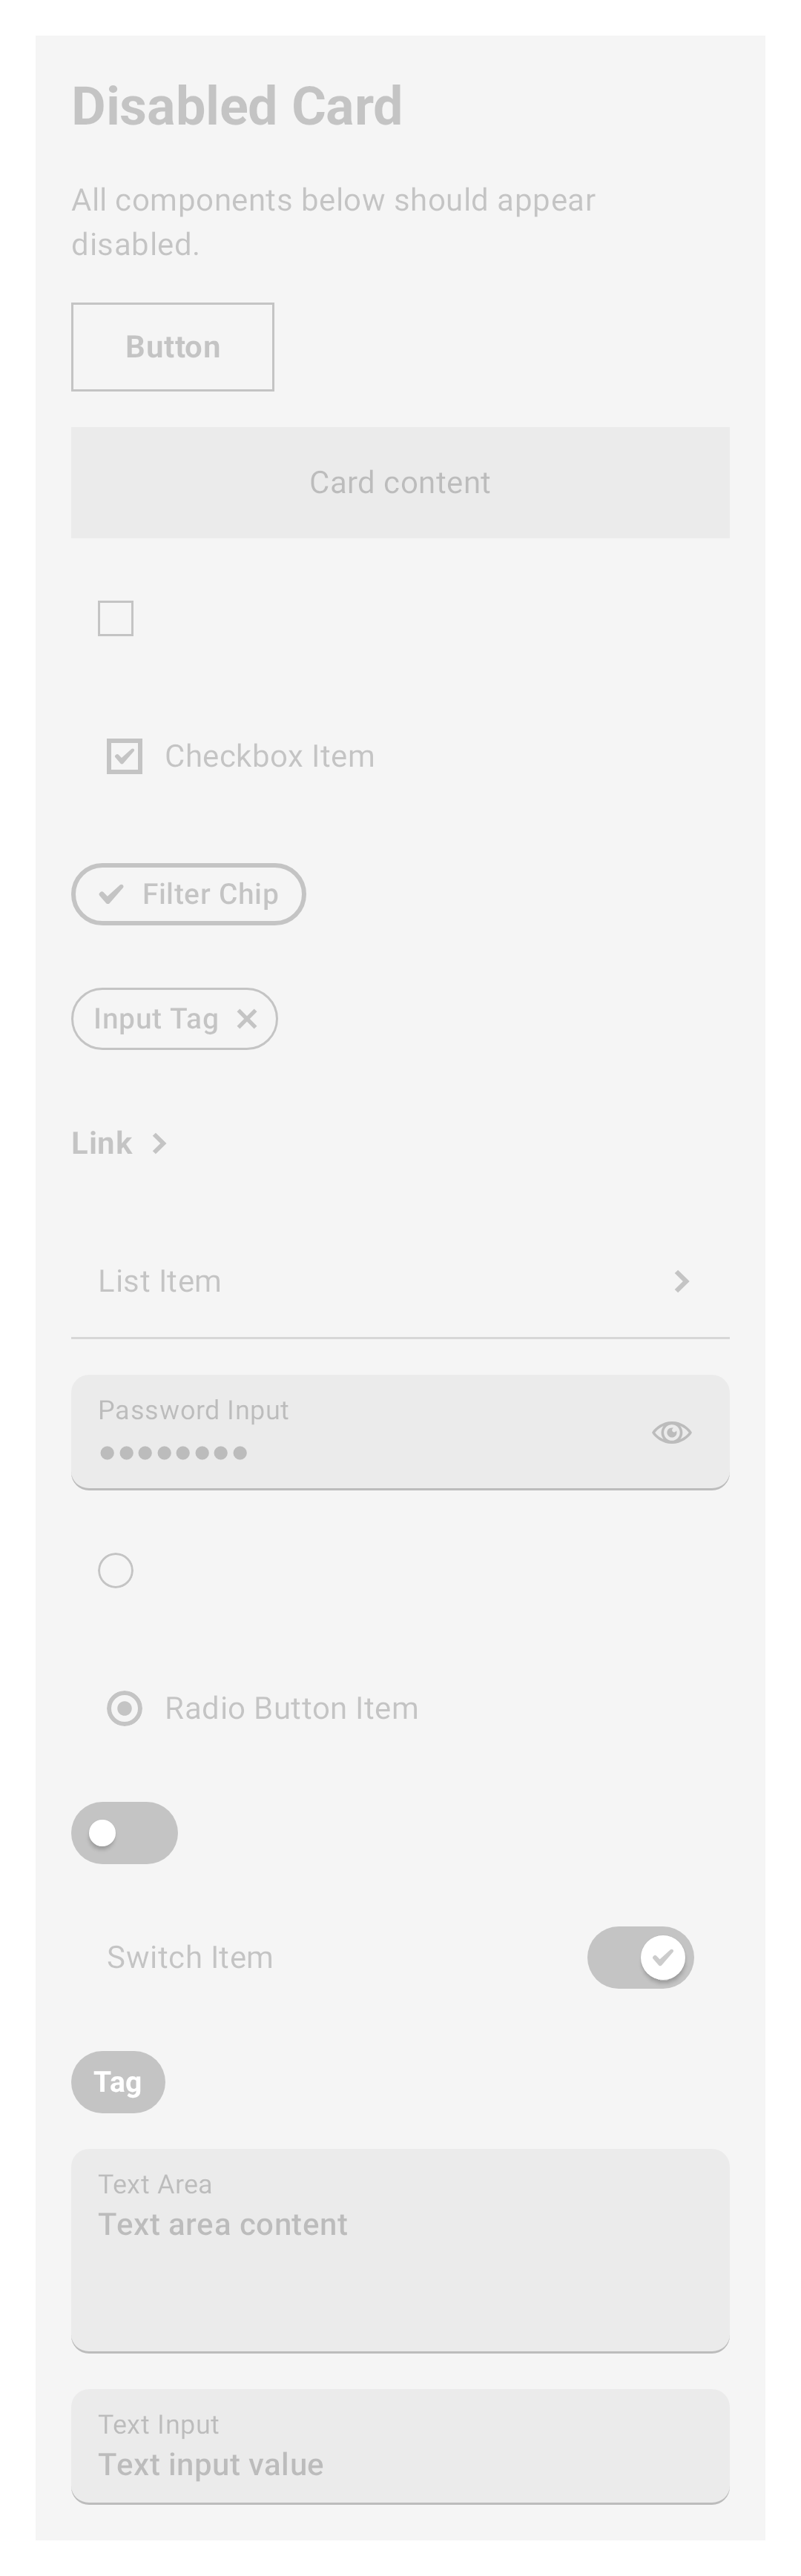 Disabled Card
All components below should appear
disabled.
Button
Card content
Checkbox Item
Filter Chip
Input Tag
Link
List Item
Password Input
••••••••
Radio Button Item
Switch Item
Tag
Text Area
Text area content
Text Input
Text input value